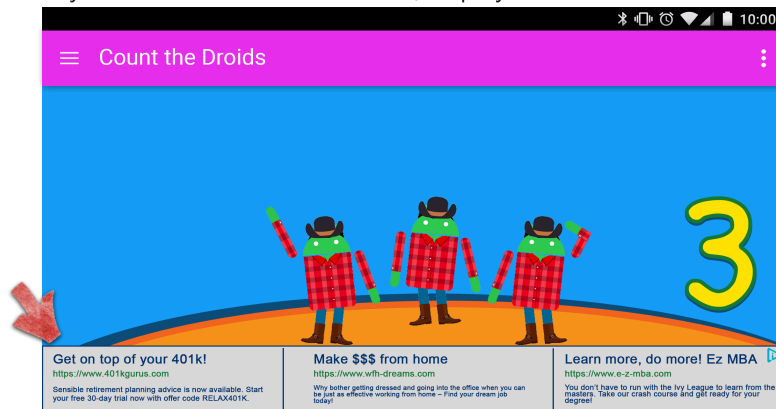 10:00
Count the Droids
3
Get on top of your 401k!
https://www.401kgurus.com
Sensible retirement planning advice is now available. Start
your free 30-day trial now with offer code RELAX401K.
Make $$$ from home
https://www.wfh-dreams.com
Why bother getting dressed and going into the office when you can
be just as effective working from home – Find your dream job
today!
Learn more, do more! Ez MBA
https://www.e-z-mba.com
You don't have to run with the Ivy League to learn from the
masters. Take our crash course and get ready for your
degree!